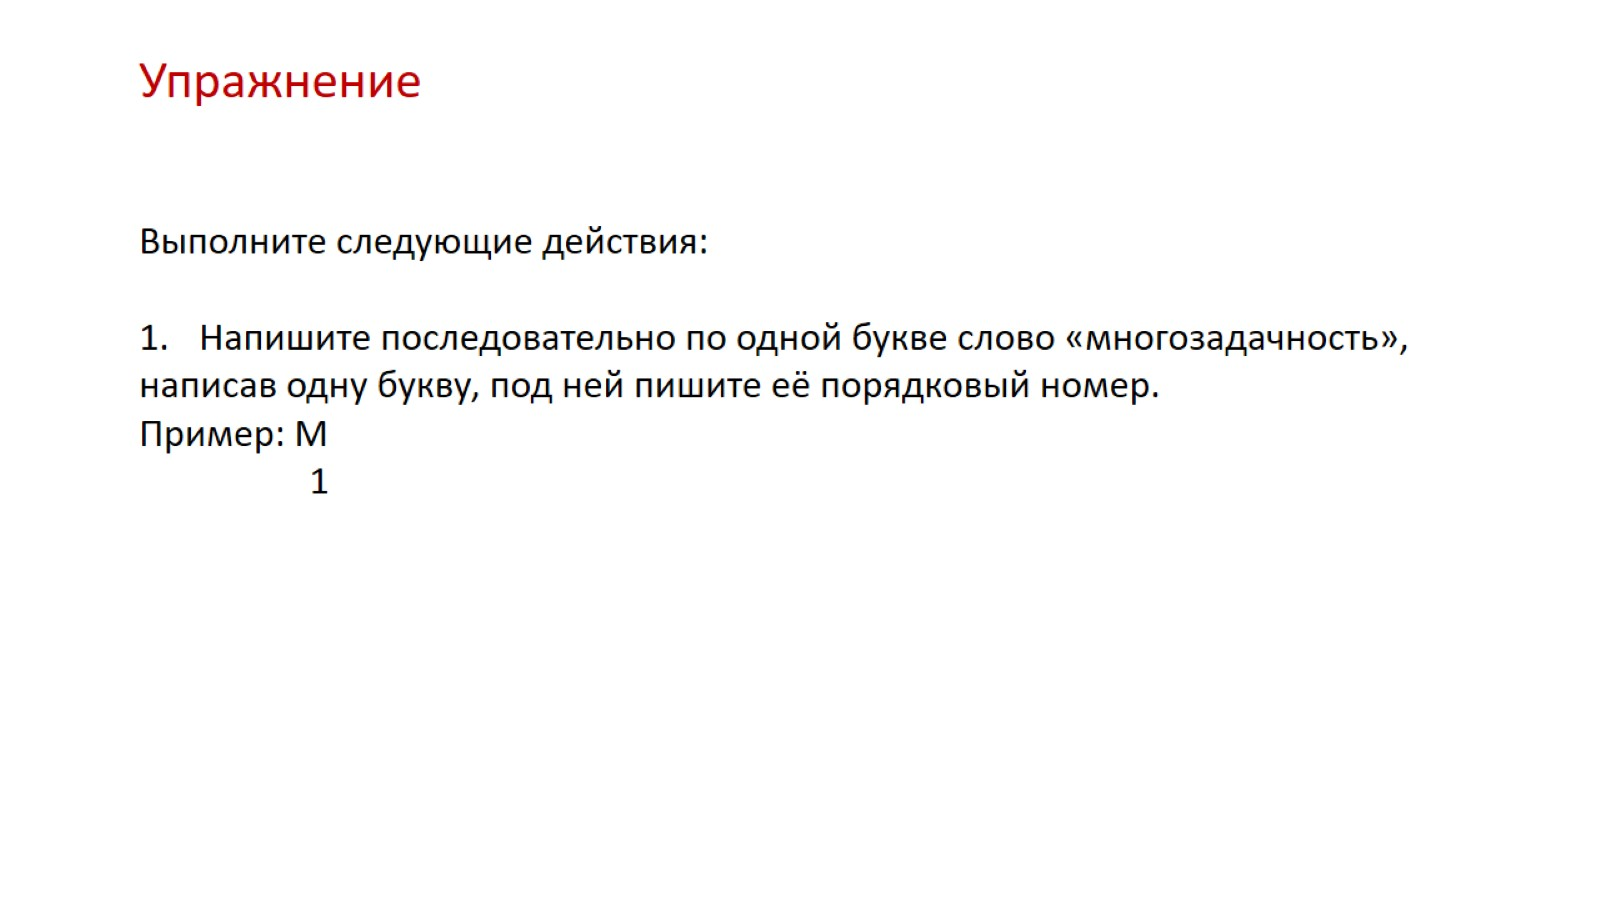 Упражнение
Выполните следующие действия:
1. Напишите последовательно по одной букве слово «многозадачность»,
написав одну букву, под ней пишите её порядковый номер.
Пример: М
1